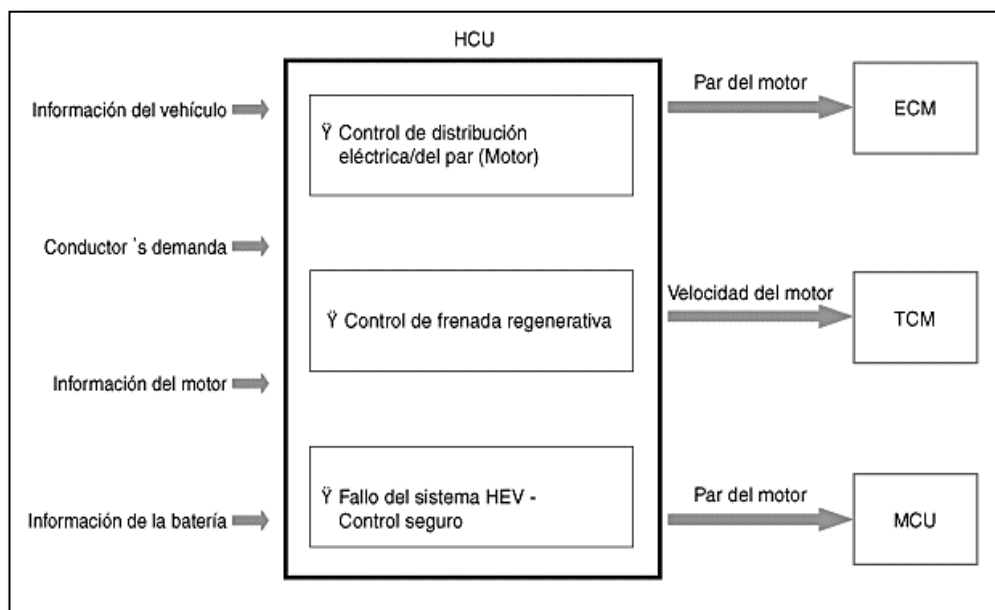 HCU
Información del vehículo
Conductor ´s demanda
Información del motor
Información de la batería
Ÿ Control de distribución
eléctrica/del par (Motor)
Ÿ Control de frenada regenerativa
Ÿ Fallo del sistema HEV -
Control seguro
Par del motor
ECM
Velocidad del motor
TCM
Par del motor
MCU